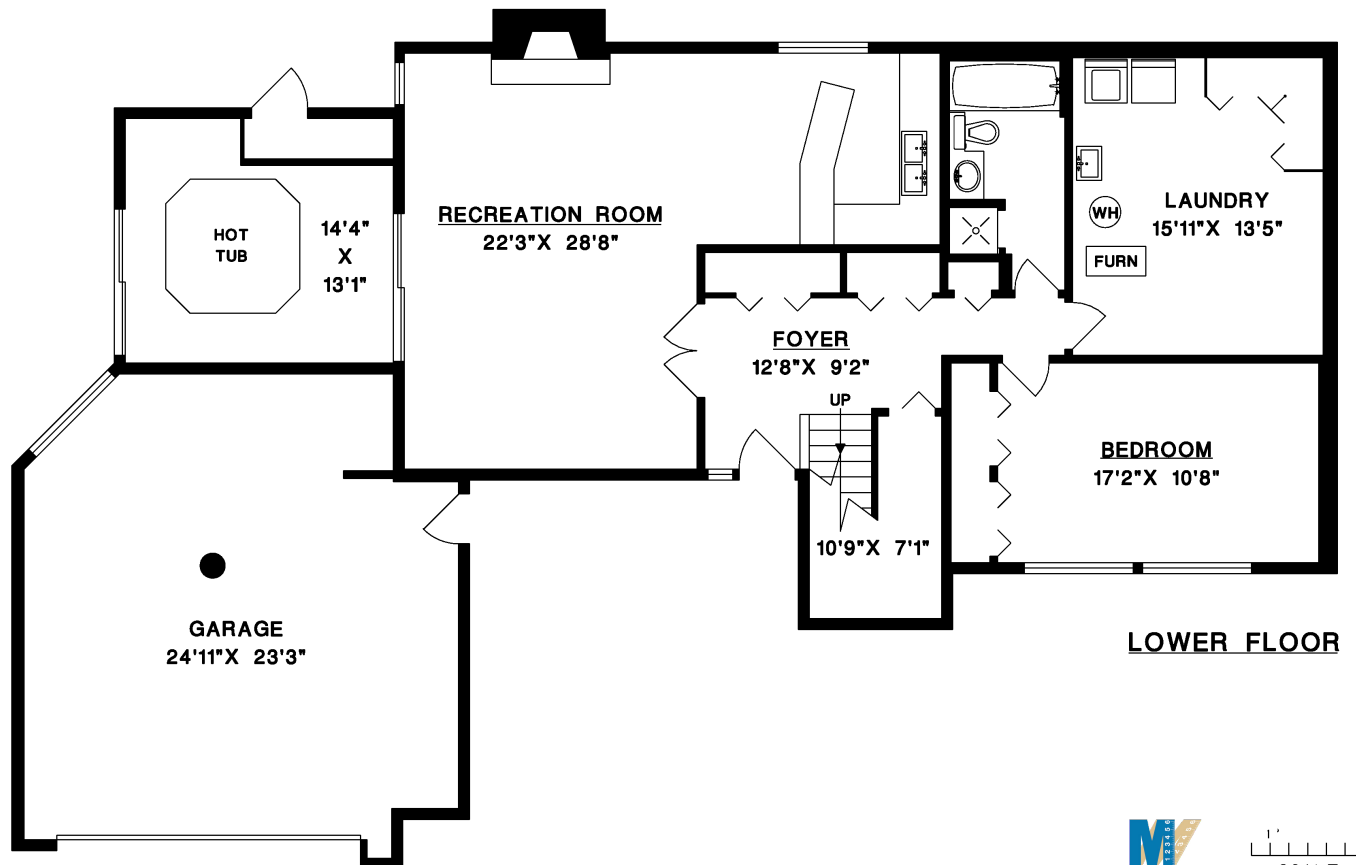 RECREATION ROOM
22'3"X 28'8"
HOT
TUB
14'4"
X
13'1"
LAUNDRY
15'11"X 13'5"
WH
FURN
FOYER
12'8"X 9'2"
UP
BEDROOM
17'2"X 10'8"
10'9"X 7'1"
GARAGE
24'11"X 23'3"
LOWER FLOOR
1'